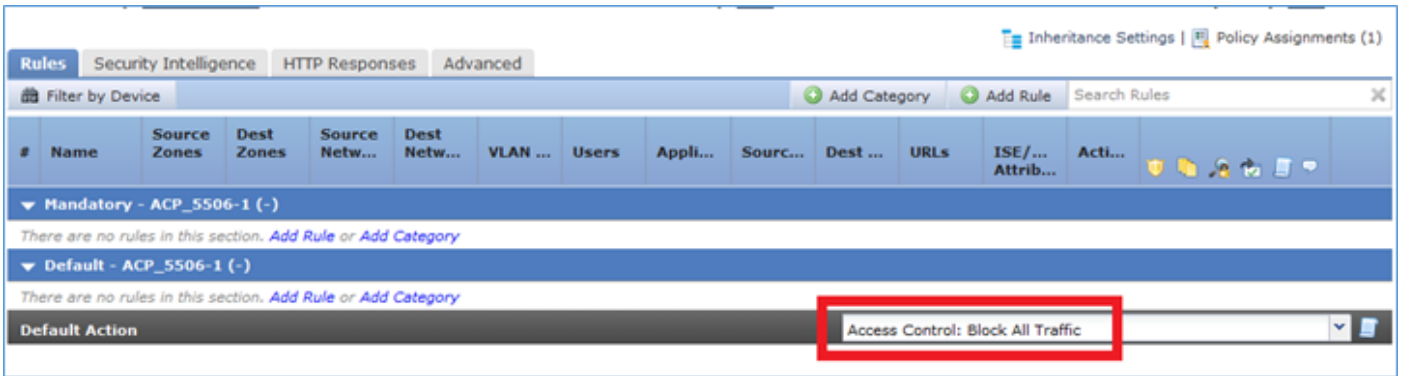 Inheritance Settings | Policy Assignments (1)
Rules Security Intelligence HTTP Responses Advanced
Filter by Device Add Category Add Rule Search Rules
# Name Source Zones Dest Zones Source Netw... Dest Netw... VLAN ... Users Appli... Sourc... Dest ... URLs ISE/... Attrib... Acti...
Mandatory - ACP_5506-1 (-)
There are no rules in this section. Add Rule or Add Category
Default - ACP_5506-1 (-)
There are no rules in this section. Add Rule or Add Category
Default Action Access Control: Block All Traffic